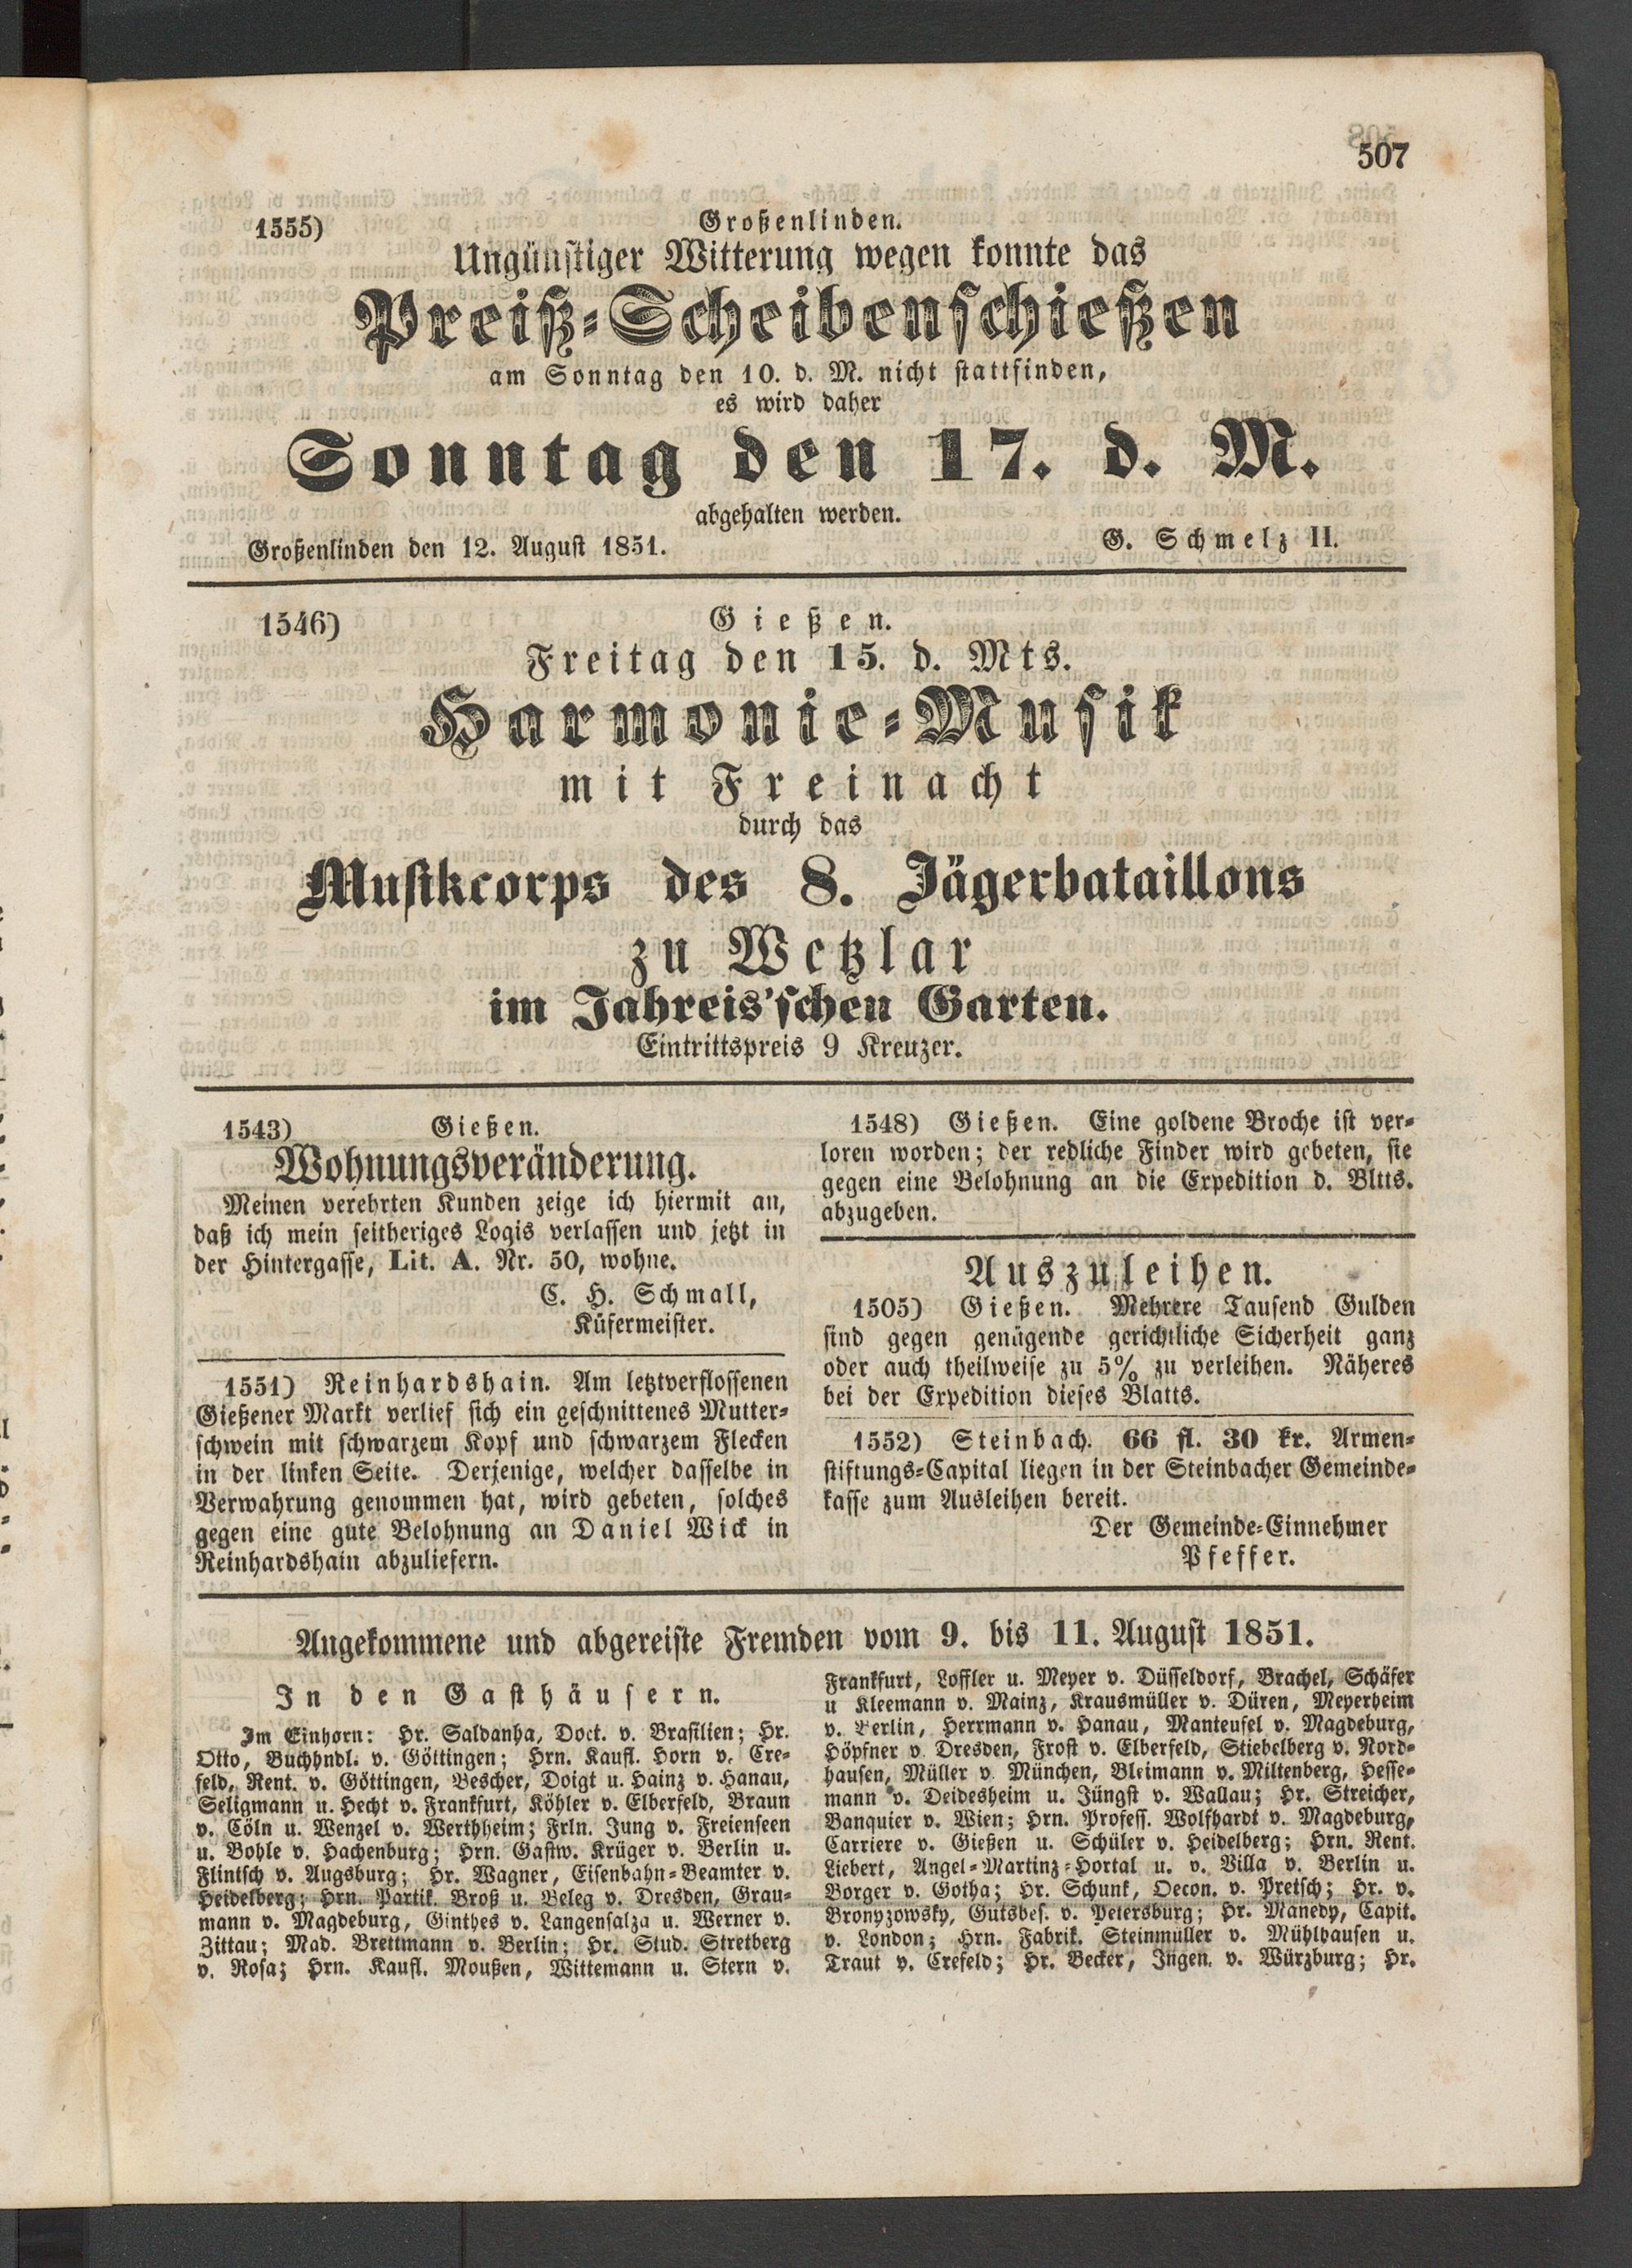 507
1555) Großenlinden.
Ungünstiger Witterung wegen konnte das
Preiß-Scheibenschießen
am Sonntag den 10. d. M. nicht stattfinden,
es wird daher
Sonntag den 17. d. M.
abgehalten werden.
Großenlinden den 12. August 1851. G. Schmelz II.
1546) Gießen.
Freitag den 15. d. Mts.
Harmonie-Musik
mit Freinacht
durch das
Musikcorps des 8. Jägerbataillons
zu Wetzlar
im Jahreis'schen Garten.
Eintrittspreis 9 Kreuzer.
1543) Gießen.
Wohnungsveränderung.
Meinen verehrten Kunden zeige ich hiermit an,
daß ich mein seitheriges Logis verlassen und jetzt in
der Hintergasse, Lit. A. Nr. 50, wohne.
C. H. Schmall,
Küfermeister.
1551) Reinhardshain. Am letztverflossenen
Gießener Markt verlief sich ein geschnittenes Mutter-
schwein mit schwarzem Kopf und schwarzem Flecken
in der linken Seite. Derjenige, welcher dasselbe in
Verwahrung genommen hat, wird gebeten, solches
gegen eine gute Belohnung an Daniel Wick in
Reinhardshain abzuliefern.
1548) Gießen. Eine goldene Broche ist ver-
loren worden; der redliche Finder wird gebeten, sie
gegen eine Belohnung an die Expedition d. Bltts.
abzugeben.
Auszuleihen.
1505) Gießen. Mehrere Tausend Gulden
sind gegen genügende gerichtliche Sicherheit ganz
oder auch theilweise zu 5% zu verleihen. Näheres
bei der Expedition dieses Blatts.
1552) Steinbach. 66 fl. 30 kr. Armen-
stiftungs-Capital liegen in der Steinbacher Gemeinde-
kasse zum Ausleihen bereit.
Der Gemeinde-Einnehmer
Pfeffer.
Angekommene und abgereiste Fremden vom 9. bis 11. August 1851.
In den Gasthäusern.
Im Einhorn: Hr. Saldanha, Doct. v. Brasilien; Hr.
Otto, Buchhndl. v. Göttingen; Hrn. Kaufl. Horn v. Cre-
feld, Rent. v. Göttingen, Bescher, Doigt u. Hainz v. Hanau,
Seligmann u. Hecht v. Frankfurt, Köhler v. Elberfeld, Braun
v. Cöln u. Wenzel v. Werthheim; Frln. Jung v. Freienseen
u. Bohle v. Hachenburg; Hrn. Gastw. Krüger v. Berlin u.
Flintsch v. Augsburg; Hr. Wagner, Eisenbahn-Beamter v.
Heidelberg; Hrn. Partik. Broß u. Beleg v. Dresden, Grau-
mann v. Magdeburg, Ginthes v. Langensalza u. Werner v.
Zittau; Mad. Brettmann v. Berlin; Hr. Stud. Stretberg
v. Rosa; Hrn. Kaufl. Moußen, Wittemann u. Stern v.
Frankfurt, Loffler u. Meyer v. Düsseldorf, Brachel, Schäfer
u Kleemann v. Mainz, Krausmüller v. Düren, Meyerheim
v. Berlin, Herrmann v. Hanau, Manteufel v. Magdeburg,
Höpfner v Dresden, Frost v. Elberfeld, Stiebelberg v. Nord-
hausen, Müller v München, Bleimann v. Miltenberg, Hesse-
mann v. Deidesheim u. Jüngst v. Wallau; Hr. Streicher,
Banquier v. Wien; Hrn. Profess. Wolfhardt v. Magdeburg,
Carriere v. Gießen u. Schüler v. Heidelberg; Hrn. Rent.
Liebert, Angel-Martinz-Hortal u. v. Villa v. Berlin u.
Borger v. Gotha; Hr. Schunk, Oecon. v. Pretsch; Hr. v.
Bronyzowsky, Gutsbes. v. Petersburg; Hr. Manedy, Capit.
v. London; Hrn. Fabrik. Steinmüller v. Mühlhausen u.
Traut v. Crefeld; Hr. Becker, Ingen. v. Würzburg; Hr.